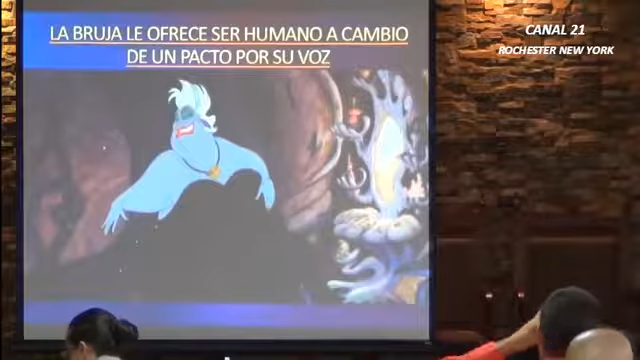 LA BRUJA LE OFRECE SER HUMANO A CAMBIO
DE UN PACTO POR SU VOZ
CANAL 21
ROCHESTER NEW YORK